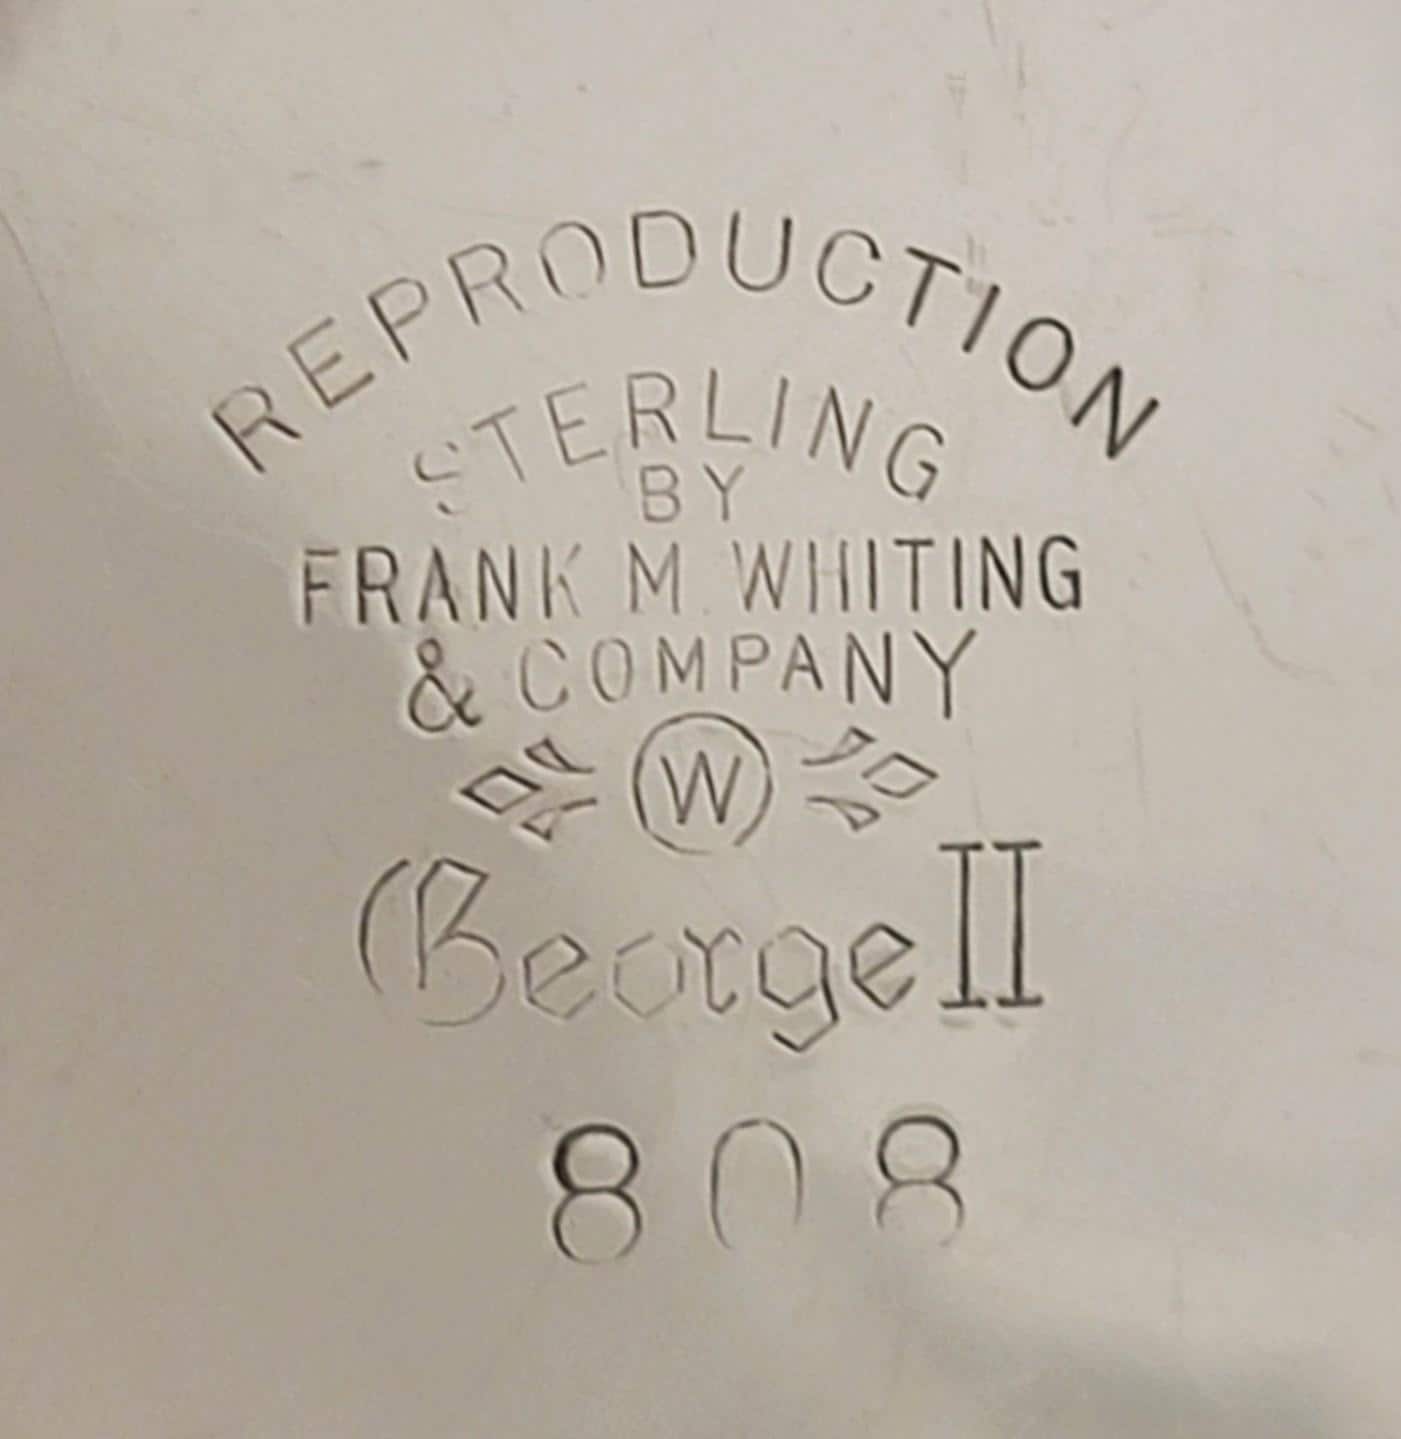 REPRODUCTION
STERLING
BY
FRANK M. WHITING
& COMPANY
W
George II
808